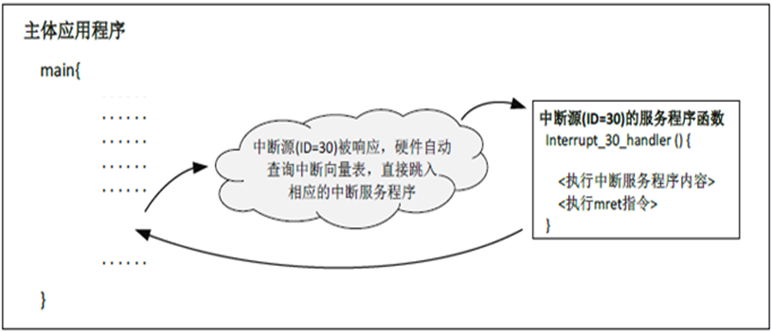 主体应用程序
main{
......
......
......
......
......
中断源(ID=30)被响应，硬件自动
查询中断向量表，直接跳入
相应的中断服务程序
中断源(ID=30)的服务程序函数
Interrupt_30_handler () {
<执行中断服务程序内容>
<执行mret指令>
}
......
}